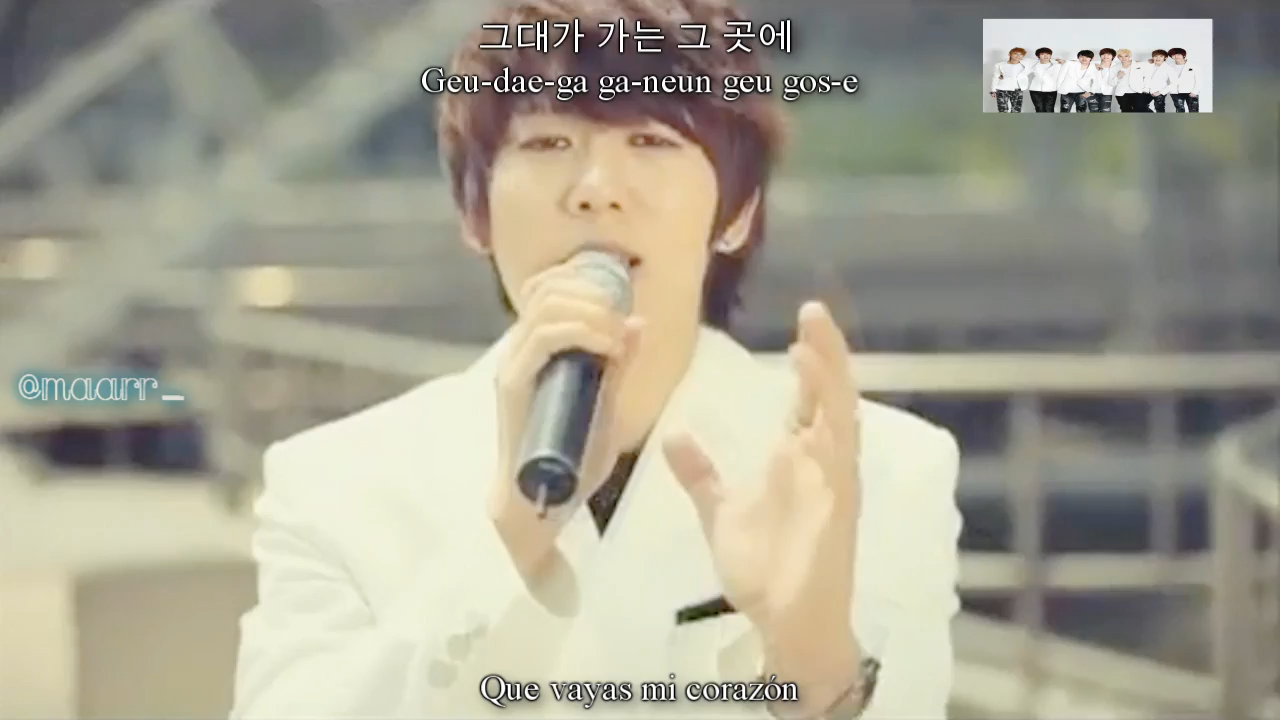 그대가 가는 그 곳에
Geu-dae-ga ga-neun geu gos-e
@maarr_
Que vayas mi corazón